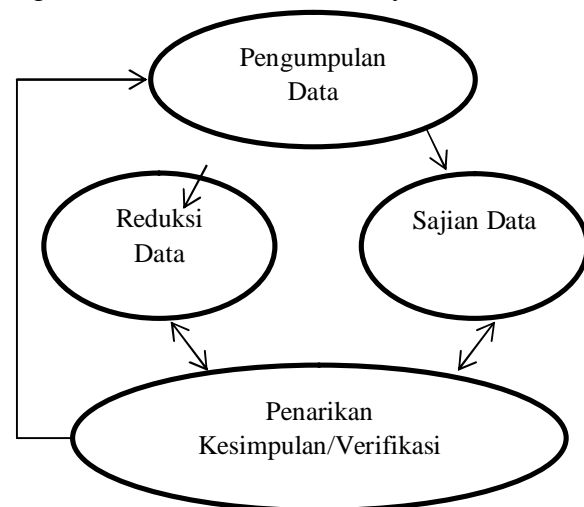 Pengumpulan
Data
Reduksi
Data
Sajian Data
Penarikan
Kesimpulan/Verifikasi